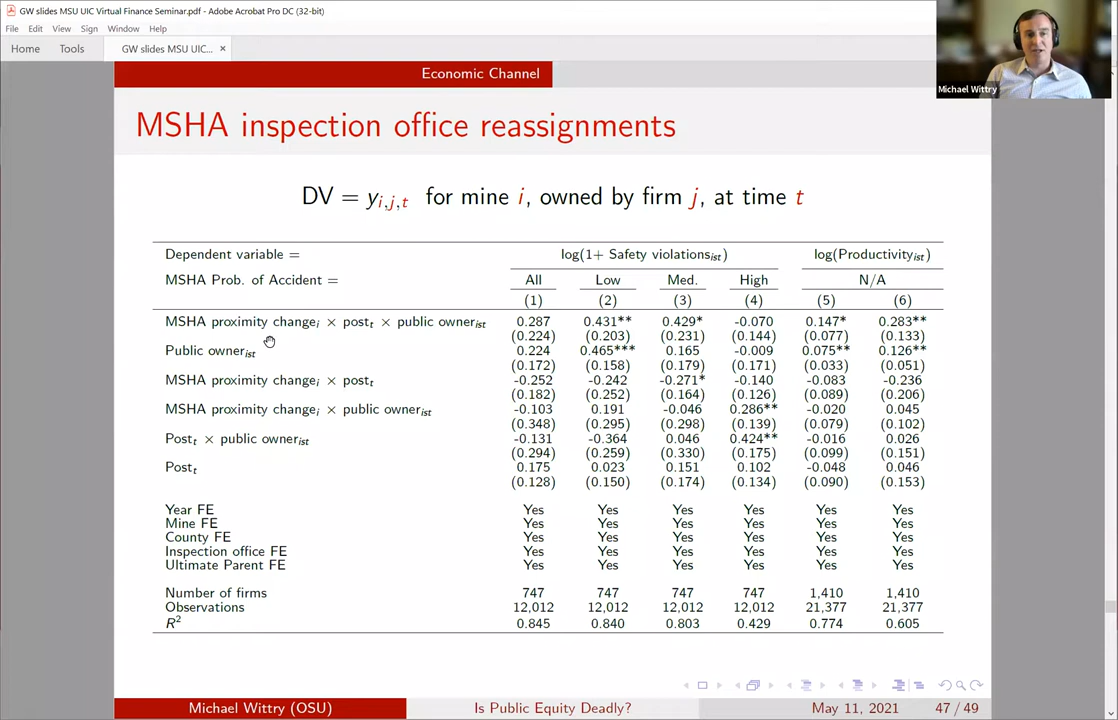 GW slides MSU UIC Virtual Finance Seminar.pdf - Adobe Acrobat Pro DC (32-bit)
File Edit View Sign Window Help
Home Tools GW slides MSU UIC... ×
Michael Wittry
Economic Channel
MSHA inspection office reassignments
DV = y i,j,t for mine i, owned by firm j, at time t
Dependent variable = log(1+ Safety violations ist) log(Productivity ist)
MSHA Prob. of Accident = All Low Med. High N/A
(1) (2) (3) (4) (5) (6)
MSHA proximity change i × post t × public owner ist 0.287 0.431** 0.429* -0.070 0.147* 0.283**
(0.224) (0.203) (0.231) (0.144) (0.077) (0.133)
Public owner ist 0.224 0.465*** 0.165 -0.009 0.075** 0.126**
(0.172) (0.158) (0.179) (0.171) (0.033) (0.051)
MSHA proximity change i × post t -0.252 -0.242 -0.271* -0.140 -0.083 -0.236
(0.182) (0.252) (0.164) (0.126) (0.089) (0.206)
MSHA proximity change i × public owner ist -0.103 0.191 -0.046 0.286** -0.020 0.045
(0.348) (0.295) (0.298) (0.139) (0.079) (0.102)
Post t × public owner ist -0.131 -0.364 0.046 0.424** -0.016 0.026
(0.294) (0.259) (0.330) (0.175) (0.099) (0.151)
Post t 0.175 0.023 0.151 0.102 -0.048 0.046
(0.128) (0.150) (0.174) (0.134) (0.090) (0.153)
Year FE Yes Yes Yes Yes Yes Yes
Mine FE Yes Yes Yes Yes Yes Yes
County FE Yes Yes Yes Yes Yes Yes
Inspection office FE Yes Yes Yes Yes Yes Yes
Ultimate Parent FE Yes Yes Yes Yes Yes Yes
Number of firms 747 747 747 747 1,410 1,410
Observations 12,012 12,012 12,012 12,012 21,377 21,377
R² 0.845 0.840 0.803 0.429 0.774 0.605
Michael Wittry (OSU) Is Public Equity Deadly? May 11, 2021 47 / 49